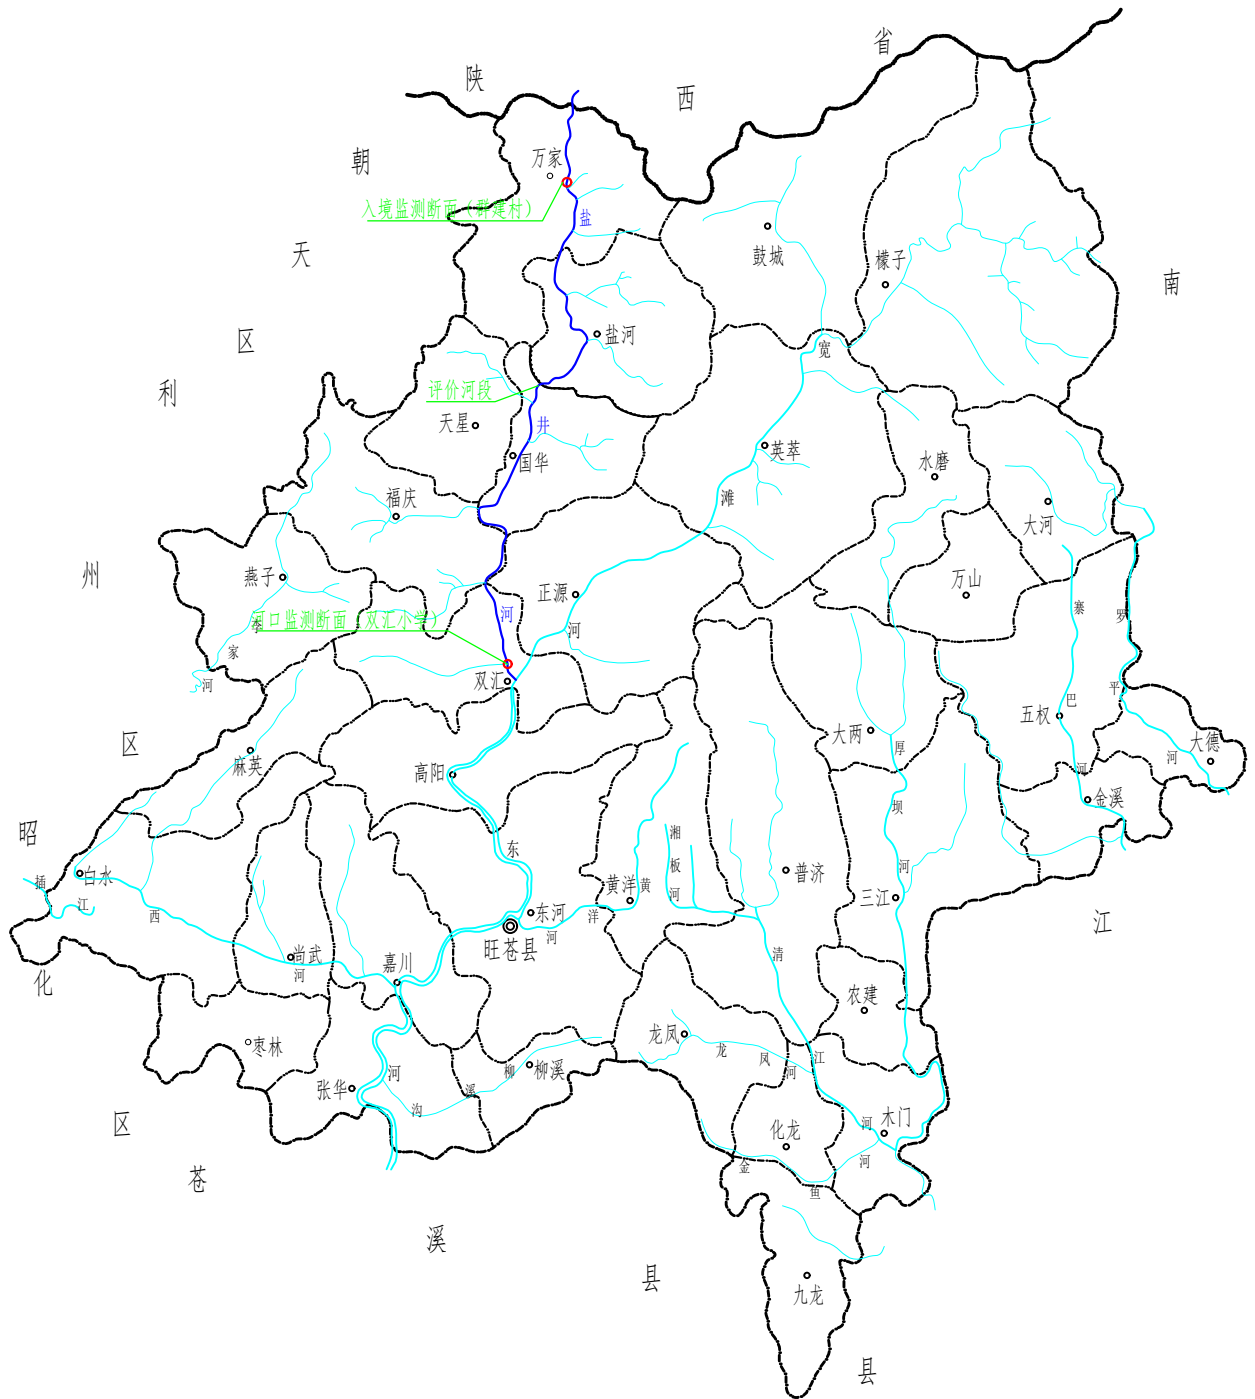 陕
西
省
朝
天
区
南
江
县
利
州
区
昭
化
区
苍
溪
县
万家
入境监测断面（群建村）
盐
鼓城
檬子
盐河
宽
评价河段
天星
井
国华
英萃
水磨
滩
福庆
大河
燕子
正源
万山
河口监测断面（双汇小学）
河
河
李
家
河
寨
罗
双汇
平
巴
五权
河
大德
河
麻英
高阳
大两
厚
坝
河
金溪
湘
板
河
东
白水
插
江
西
黄洋
黄
普济
三江
东河
洋
河
旺苍县
清
尚武
河
嘉川
农建
枣林
龙凤
龙
凤
河
江
河
柳
柳溪
溪
沟
张华
化龙
河
木门
河
金
鱼
九龙